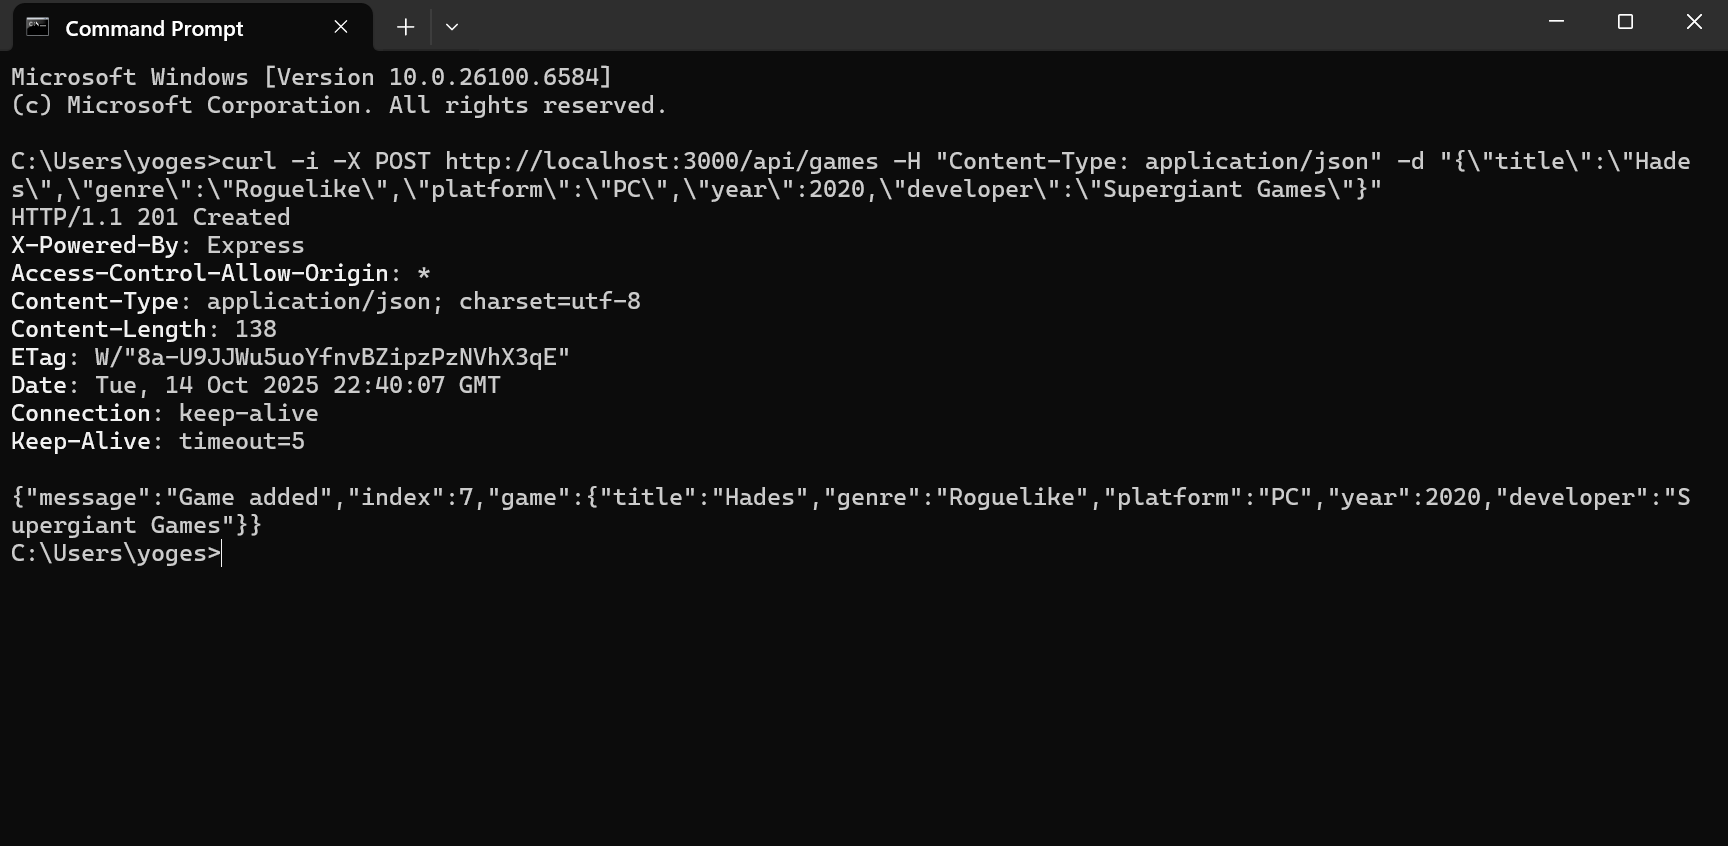 Command Prompt
Microsoft Windows [Version 10.0.26100.6584]
(c) Microsoft Corporation. All rights reserved.
C:\Users\yoges>curl -i -X POST http://localhost:3000/api/games -H "Content-Type: application/json" -d "{\"title\":\"Hade
s\",\"genre\":\"Roguelike\",\"platform\":\"PC\",\"year\":2020,\"developer\":\"Supergiant Games\"}"
HTTP/1.1 201 Created
X-Powered-By: Express
Access-Control-Allow-Origin: *
Content-Type: application/json; charset=utf-8
Content-Length: 138
ETag: W/"8a-U9JJWu5uoYfnvBZipzPzNVhX3qE"
Date: Tue, 14 Oct 2025 22:40:07 GMT
Connection: keep-alive
Keep-Alive: timeout=5
{"message":"Game added","index":7,"game":{"title":"Hades","genre":"Roguelike","platform":"PC","year":2020,"developer":"S
upergiant Games"}}
C:\Users\yoges>